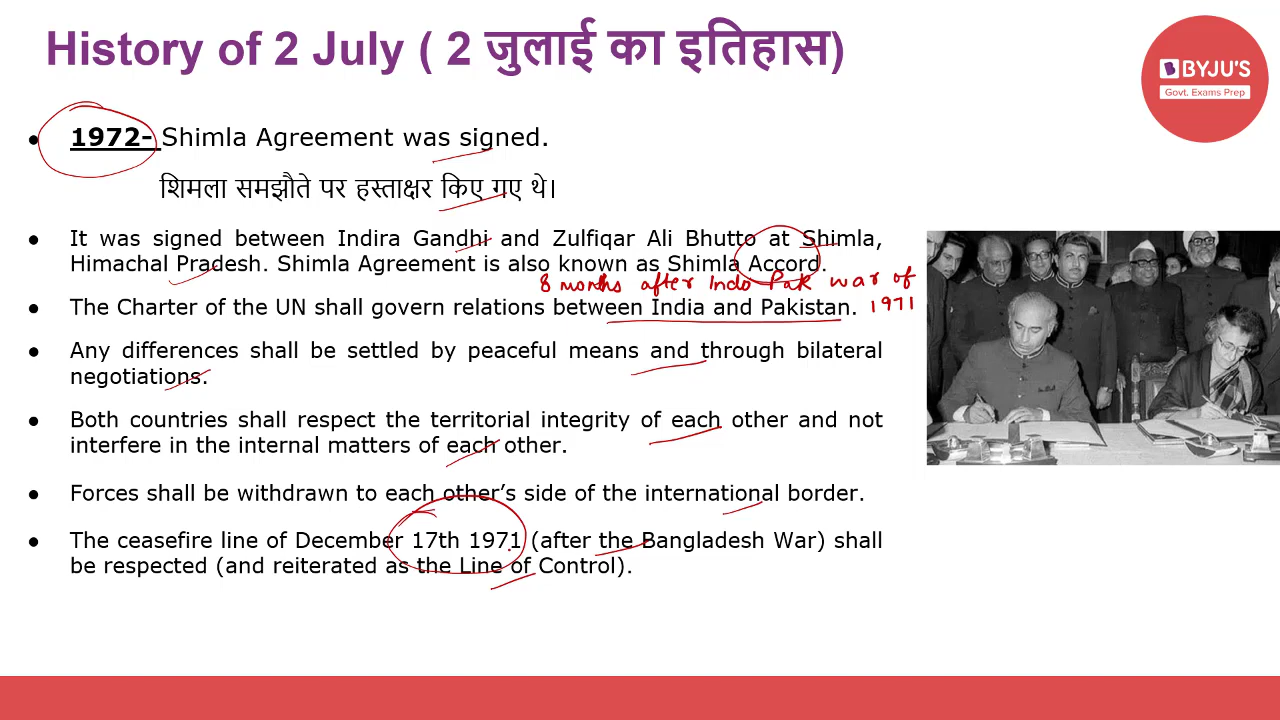 History of 2 July ( 2 जुलाई का इतिहास)
BYJU'S
Govt. Exams Prep
● 1972- Shimla Agreement was signed.
शिमला समझौते पर हस्ताक्षर किए गए थे।
● It was signed between Indira Gandhi and Zulfiqar Ali Bhutto at Shimla,
Himachal Pradesh. Shimla Agreement is also known as Shimla Accord.
8 months after Indo Pak war of
1971
● The Charter of the UN shall govern relations between India and Pakistan.
● Any differences shall be settled by peaceful means and through bilateral
negotiations.
● Both countries shall respect the territorial integrity of each other and not
interfere in the internal matters of each other.
● Forces shall be withdrawn to each other’s side of the international border.
● The ceasefire line of December 17th 1971 (after the Bangladesh War) shall
be respected (and reiterated as the Line of Control).